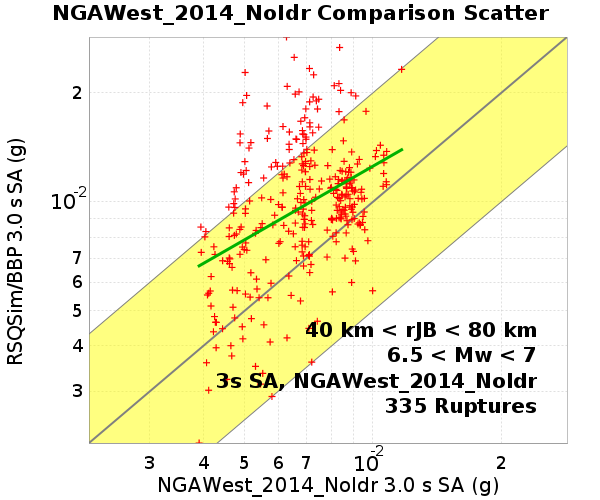 NGAWest_2014_NoIdr Comparison Scatter
RSQSim/BBP 3.0 s SA (g)
2
10⁻²
7
6
5
4
3
40 km < rJB < 80 km
6.5 < Mw < 7
3s SA, NGAWest_2014_NoIdr
335 Ruptures
3 4 5 6 7 10⁻² 2
NGAWest_2014_NoIdr 3.0 s SA (g)